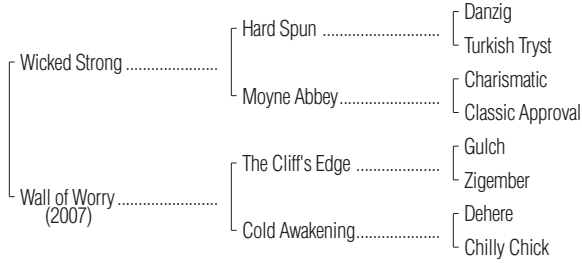 Danzig
Hard Spun
Turkish Tryst
Wicked Strong
Charismatic
Moyne Abbey
Classic Approval
Gulch
The Cliff's Edge
Zigember
Wall of Worry
(2007)
Dehere
Cold Awakening
Chilly Chick